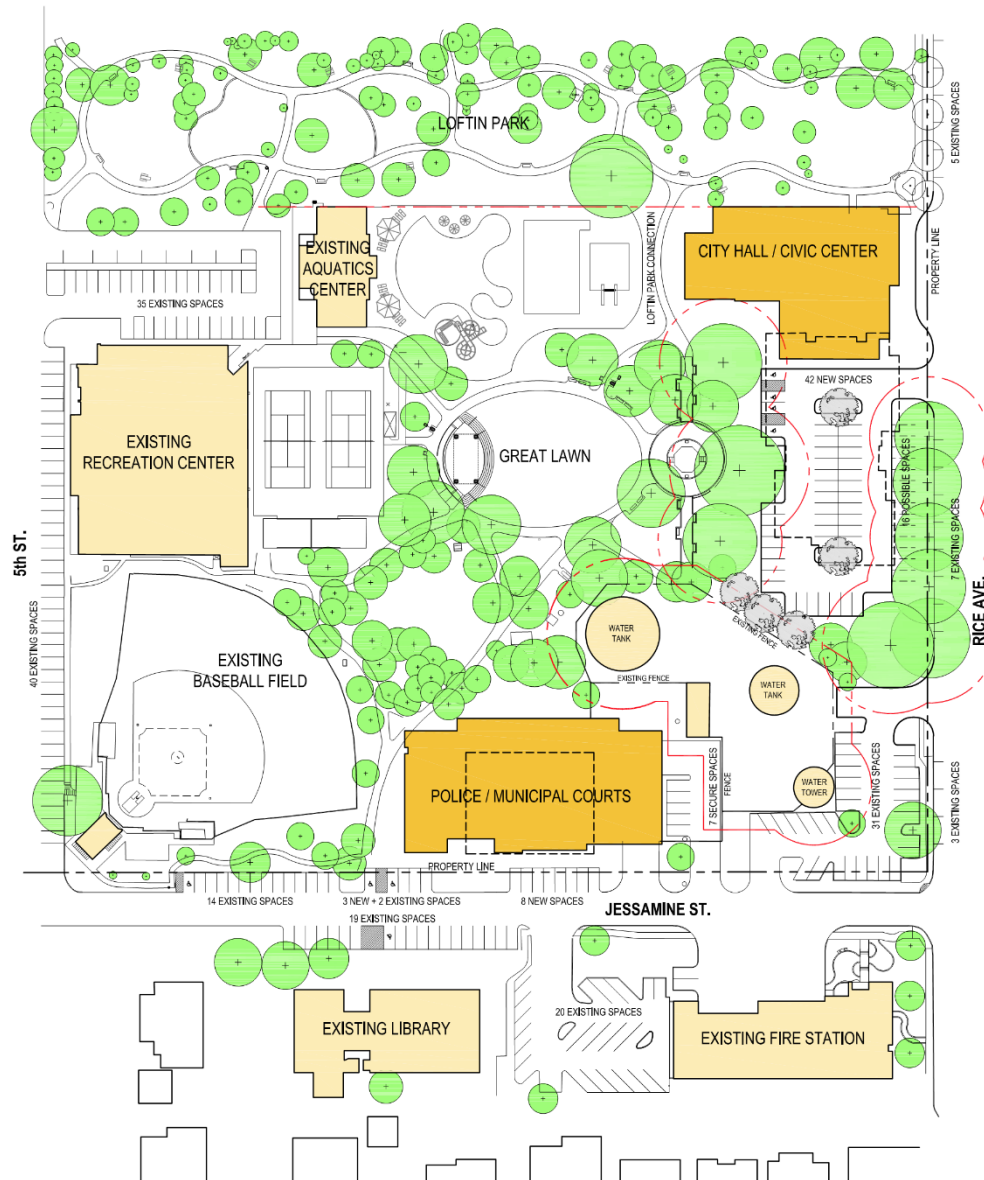 LOFTIN PARK
5 EXISTING SPACES
EXISTING
AQUATICS
CENTER
LOFTIN PARK CONNECTION
CITY HALL / CIVIC CENTER
PROPERTY LINE
35 EXISTING SPACES
42 NEW SPACES
EXISTING
RECREATION CENTER
GREAT LAWN
16 POSSIBLE SPACES
7 EXISTING SPACES
5th ST.
RICE AVE.
40 EXISTING SPACES
EXISTING
BASEBALL FIELD
WATER
TANK
EXISTING FENCE
EXISTING FENCE
WATER
TANK
POLICE / MUNICIPAL COURTS
7 SECURE SPACES
FENCE
WATER
TOWER
31 EXISTING SPACES
3 EXISTING SPACES
PROPERTY LINE
14 EXISTING SPACES
3 NEW + 2 EXISTING SPACES
8 NEW SPACES
JESSAMINE ST.
19 EXISTING SPACES
20 EXISTING SPACES
EXISTING LIBRARY
EXISTING FIRE STATION